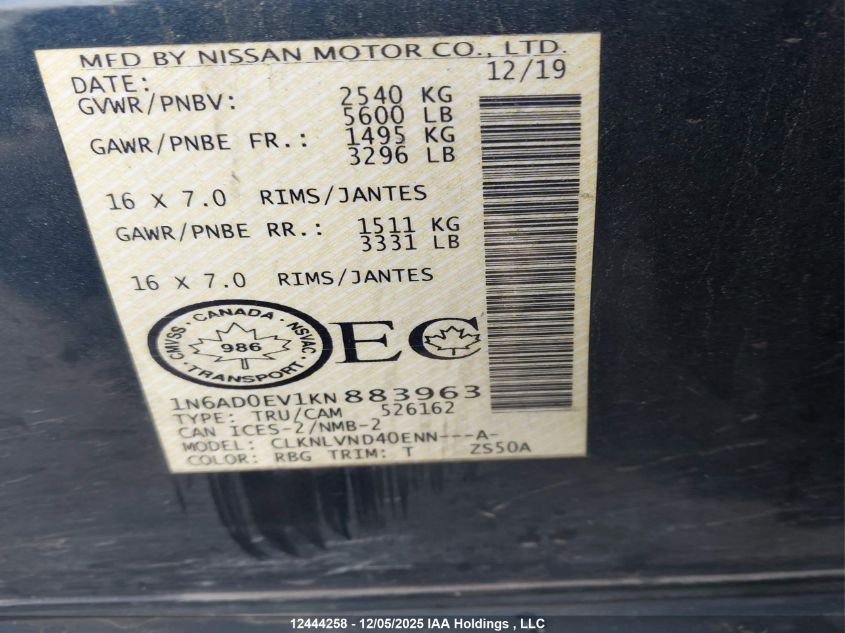 MFD BY NISSAN MOTOR CO., LTD.
DATE: 12/19
GVWR/PNBV: 2540 KG
5600 LB
GAWR/PNBE FR.: 1495 KG
3296 LB
16 X 7.0 RIMS/JANTES
GAWR/PNBE RR.: 1511 KG
3331 LB
16 X 7.0 RIMS/JANTES
CMVSS · CANADA · NSVAC · TRANSPORT ·
986
EC
1N6AD0EV1KN883963
TYPE: TRU/CAM 526162
CAN ICES-2/NMB-2
MODEL: CLKNLVND40ENN---A-
COLOR: RBG TRIM: T ZS50A
12444258 - 12/05/2025 IAA Holdings , LLC